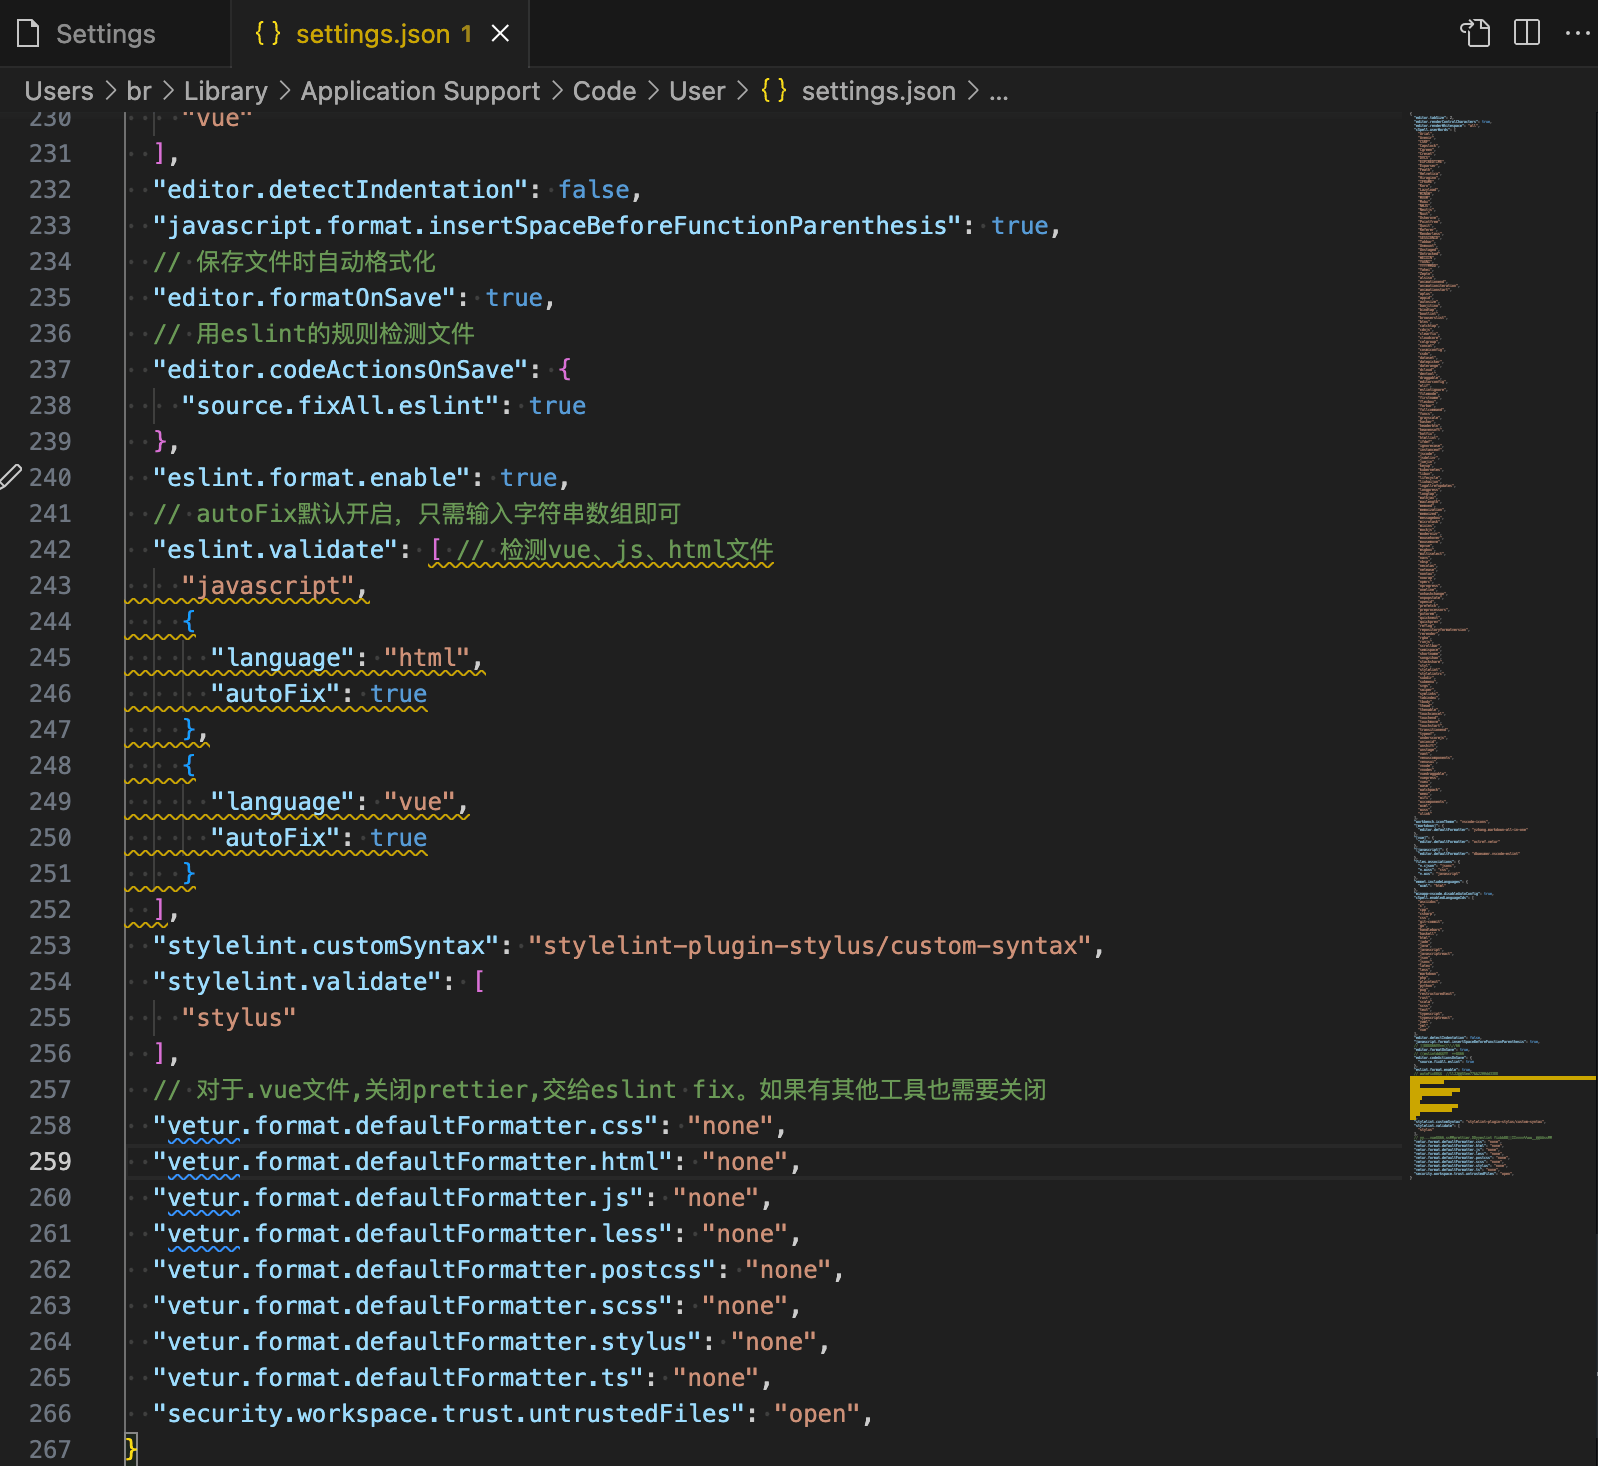 Settings
settings.json 1
Users > br > Library > Application Support > Code > User > {} settings.json > ...
230 "vue"
231 ],
232 "editor.detectIndentation": false,
233 "javascript.format.insertSpaceBeforeFunctionParenthesis": true,
234 // 保存文件时自动格式化
235 "editor.formatOnSave": true,
236 // 用eslint的规则检测文件
237 "editor.codeActionsOnSave": {
238 "source.fixAll.eslint": true
239 },
240 "eslint.format.enable": true,
241 // autoFix默认开启，只需输入字符串数组即可
242 "eslint.validate": [ // 检测vue、js、html文件
243 "javascript",
244 {
245 "language": "html",
246 "autoFix": true
247 },
248 {
249 "language": "vue",
250 "autoFix": true
251 }
252 ],
253 "stylelint.customSyntax": "stylelint-plugin-stylus/custom-syntax",
254 "stylelint.validate": [
255 "stylus"
256 ],
257 // 对于.vue文件,关闭prettier,交给eslint fix。如果有其他工具也需要关闭
258 "vetur.format.defaultFormatter.css": "none",
259 "vetur.format.defaultFormatter.html": "none",
260 "vetur.format.defaultFormatter.js": "none",
261 "vetur.format.defaultFormatter.less": "none",
262 "vetur.format.defaultFormatter.postcss": "none",
263 "vetur.format.defaultFormatter.scss": "none",
264 "vetur.format.defaultFormatter.stylus": "none",
265 "vetur.format.defaultFormatter.ts": "none",
266 "security.workspace.trust.untrustedFiles": "open",
267 }